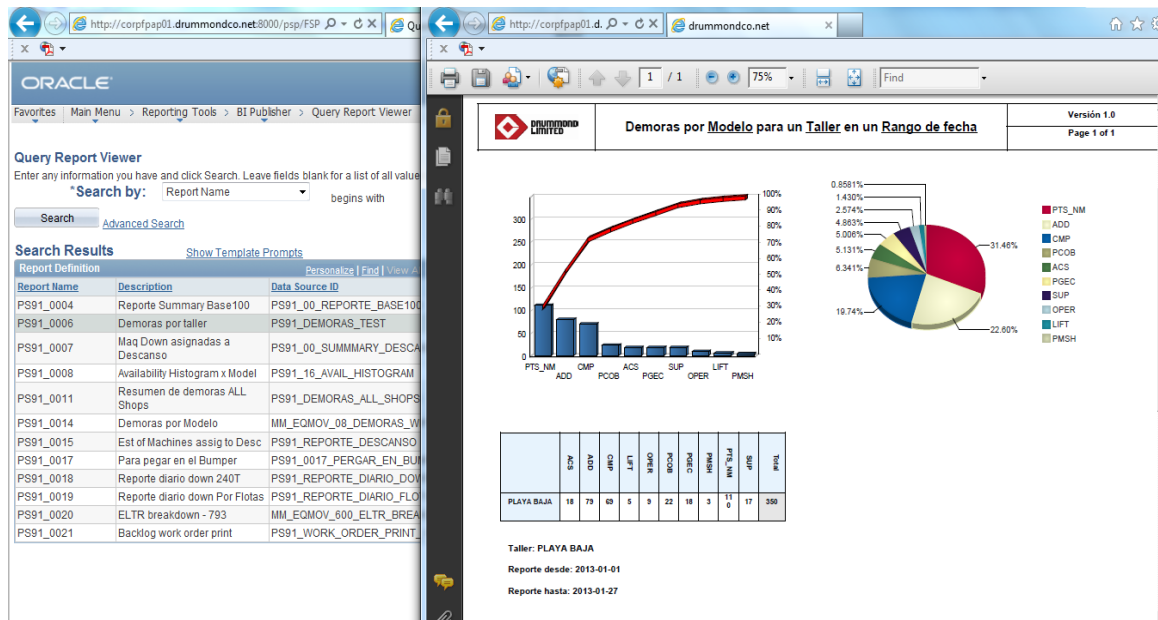 http://corpfpap01.drummondco.net:8000/psp/FSP
Qu
x
ORACLE
Favorites Main Menu > Reporting Tools > BI Publisher > Query Report Viewer
Query Report Viewer
Enter any information you have and click Search. Leave fields blank for a list of all value
*Search by: Report Name begins with
Search Advanced Search
Search Results Show Template Prompts
Report Definition Personalize | Find | View A
Report Name Description Data Source ID
PS91_0004 Reporte Summary Base100 PS91_00_REPORTE_BASE100
PS91_0006 Demoras por taller PS91_DEMORAS_TEST
PS91_0007 Maq Down asignadas a Descanso PS91_00_SUMMMARY_DESCA
PS91_0008 Availability Histogram x Model PS91_16_AVAIL_HISTOGRAM
PS91_0011 Resumen de demoras ALL Shops PS91_DEMORAS_ALL_SHOPS
PS91_0014 Demoras por Modelo MM_EQMOV_08_DEMORAS_W
PS91_0015 Est of Machines assig to Desc PS91_REPORTE_DESCANSO
PS91_0017 Para pegar en el Bumper PS91_0017_PERGAR_EN_BU
PS91_0018 Reporte diario down 240T PS91_REPORTE_DIARIO_DOW
PS91_0019 Reporte diario down Por Flotas PS91_REPORTE_DIARIO_FLO
PS91_0020 ELTR breakdown - 793 MM_EQMOV_600_ELTR_BREA
PS91_0021 Backlog work order print PS91_WORK_ORDER_PRINT_
http://corpfpap01.d.
drummondco.net
x
1 / 1 75% Find
DRUMMOND LIMITED
Demoras por Modelo para un Taller en un Rango de fecha
Versión 1.0
Page 1 of 1
300
250
200
150
100
50
0
100%
90%
80%
70%
60%
50%
40%
30%
20%
10%
PTS_NM CMP ACS SUP LIFT
ADD PCOB PGEC OPER PMSH
0.8581%
1.430%
2.574%
4.863%
5.006%
5.131%
6.341%
19.74%
31.46%
22.60%
PTS_NM
ADD
CMP
PCOB
ACS
PGEC
SUP
OPER
LIFT
PMSH
ACS ADD CMP LIFT OPER PCOB PGEC PMSH PTS_NM SUP Total
PLAYA BAJA 18 79 69 5 9 22 18 3 110 17 350
Taller: PLAYA BAJA
Reporte desde: 2013-01-01
Reporte hasta: 2013-01-27